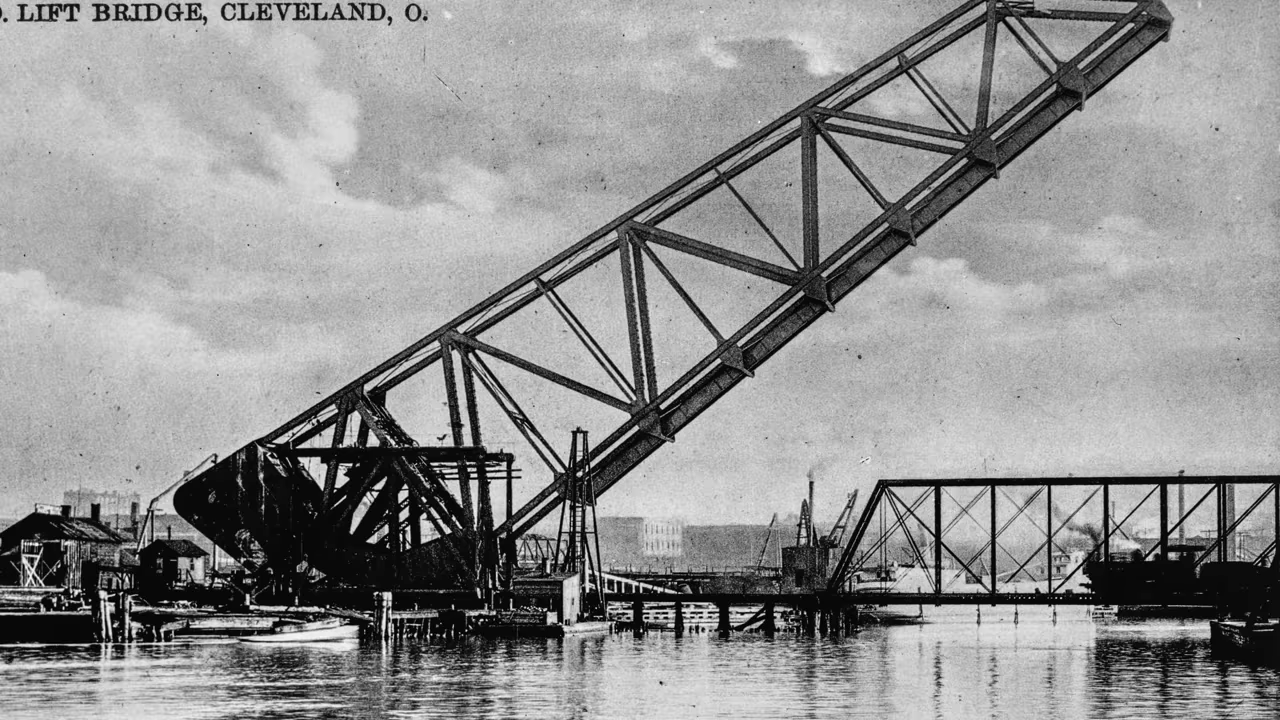 . LIFT BRIDGE, CLEVELAND, O.